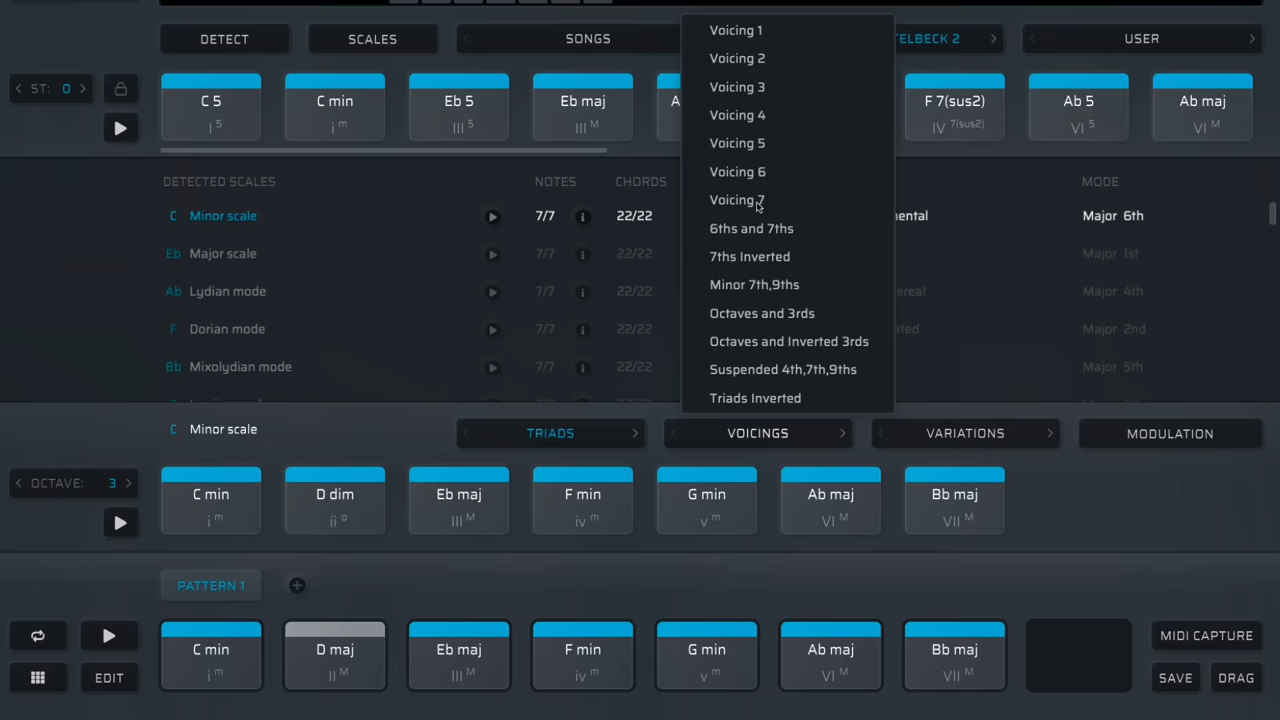 DETECT
SCALES
SONGS
TELBECK 2
USER
ST: 0
C 5
I 5
C min
i m
Eb 5
III 5
Eb maj
III M
A
F 7(sus2)
IV 7(sus2)
Ab 5
VI 5
Ab maj
VI M
Voicing 1
Voicing 2
Voicing 3
Voicing 4
Voicing 5
Voicing 6
Voicing 7
6ths and 7ths
7ths Inverted
Minor 7th,9ths
Octaves and 3rds
Octaves and Inverted 3rds
Suspended 4th,7th,9ths
Triads Inverted
DETECTED SCALES NOTES CHORDS MODE
C Minor scale 7/7 22/22 ental Major 6th
Eb Major scale 7/7 22/22 Major 1st
Ab Lydian mode 7/7 22/22 ereal Major 4th
F Dorian mode 7/7 22/22 ated Major 2nd
Bb Mixolydian mode 7/7 22/22 Major 5th
C Minor scale
TRIADS
VOICINGS
VARIATIONS
MODULATION
OCTAVE: 3
C min
i m
D dim
ii o
Eb maj
III M
F min
iv m
G min
v m
Ab maj
VI M
Bb maj
VII M
PATTERN 1
C min
i m
D maj
II M
Eb maj
III M
F min
iv m
G min
v m
Ab maj
VI M
Bb maj
VII M
EDIT
MIDI CAPTURE
SAVE
DRAG